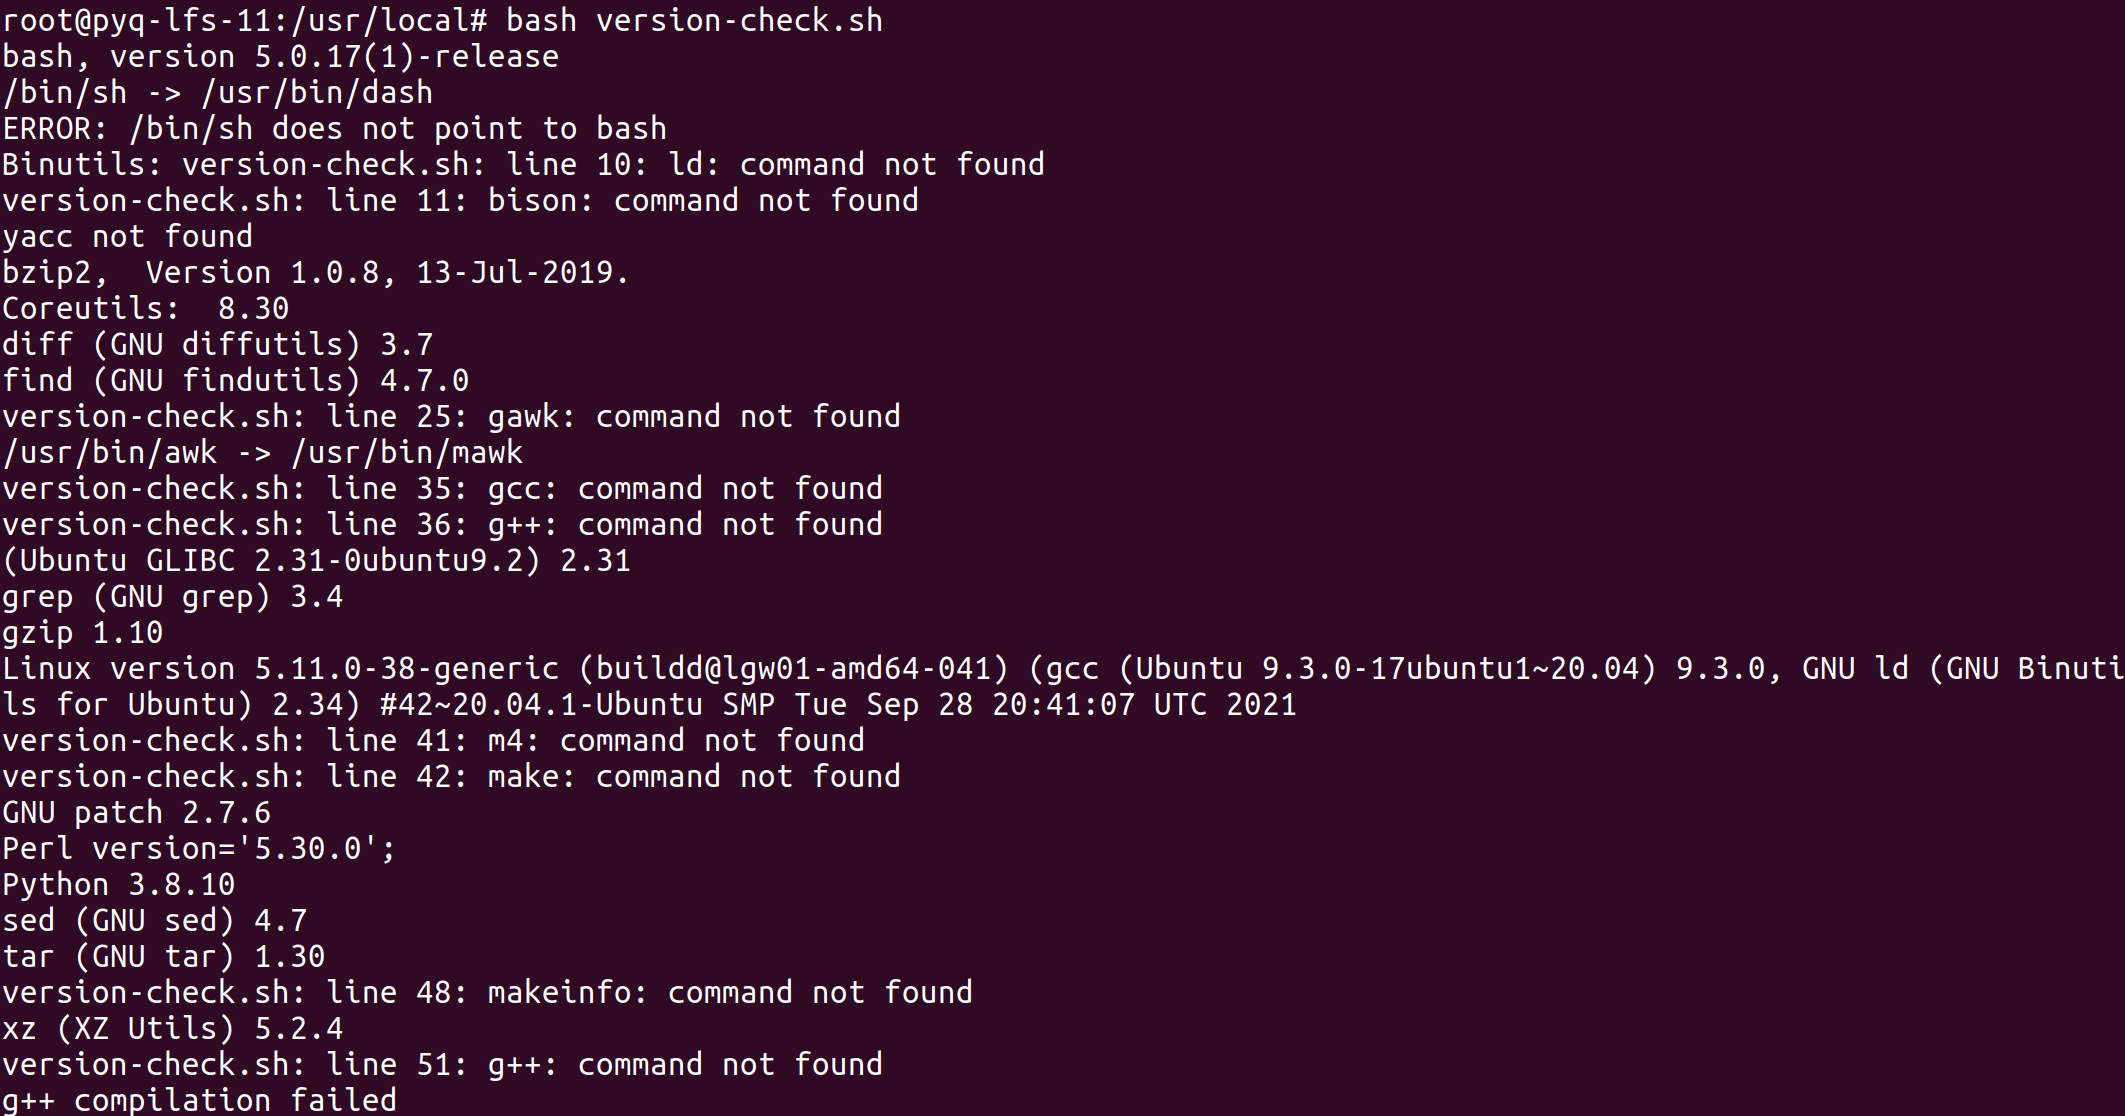 root@pyq-lfs-11:/usr/local# bash version-check.sh
bash, version 5.0.17(1)-release
/bin/sh -> /usr/bin/dash
ERROR: /bin/sh does not point to bash
Binutils: version-check.sh: line 10: ld: command not found
version-check.sh: line 11: bison: command not found
yacc not found
bzip2,  Version 1.0.8, 13-Jul-2019.
Coreutils:  8.30
diff (GNU diffutils) 3.7
find (GNU findutils) 4.7.0
version-check.sh: line 25: gawk: command not found
/usr/bin/awk -> /usr/bin/mawk
version-check.sh: line 35: gcc: command not found
version-check.sh: line 36: g++: command not found
(Ubuntu GLIBC 2.31-0ubuntu9.2) 2.31
grep (GNU grep) 3.4
gzip 1.10
Linux version 5.11.0-38-generic (buildd@lgw01-amd64-041) (gcc (Ubuntu 9.3.0-17ubuntu1~20.04) 9.3.0, GNU ld (GNU Binuti
ls for Ubuntu) 2.34) #42~20.04.1-Ubuntu SMP Tue Sep 28 20:41:07 UTC 2021
version-check.sh: line 41: m4: command not found
version-check.sh: line 42: make: command not found
GNU patch 2.7.6
Perl version='5.30.0';
Python 3.8.10
sed (GNU sed) 4.7
tar (GNU tar) 1.30
version-check.sh: line 48: makeinfo: command not found
xz (XZ Utils) 5.2.4
version-check.sh: line 51: g++: command not found
g++ compilation failed